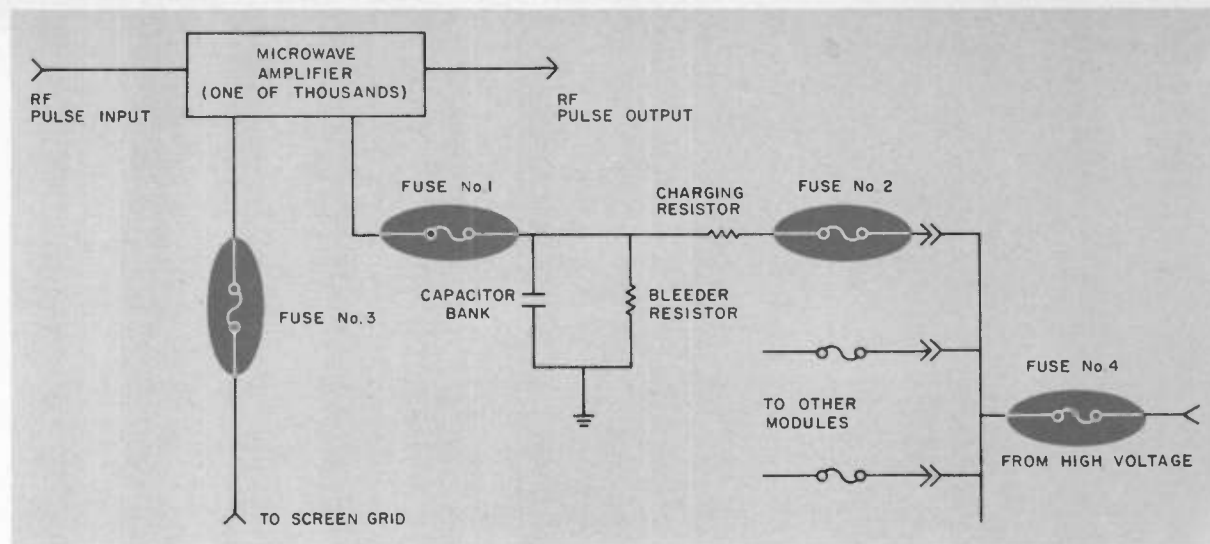 MICROWAVE
AMPLIFIER
(ONE OF THOUSANDS)
RF
PULSE INPUT
RF
PULSE OUTPUT
FUSE No.1
CHARGING
RESISTOR
FUSE No.2
FUSE No.3
CAPACITOR
BANK
BLEEDER
RESISTOR
TO OTHER
MODULES
FUSE No.4
FROM HIGH VOLTAGE
TO SCREEN GRID